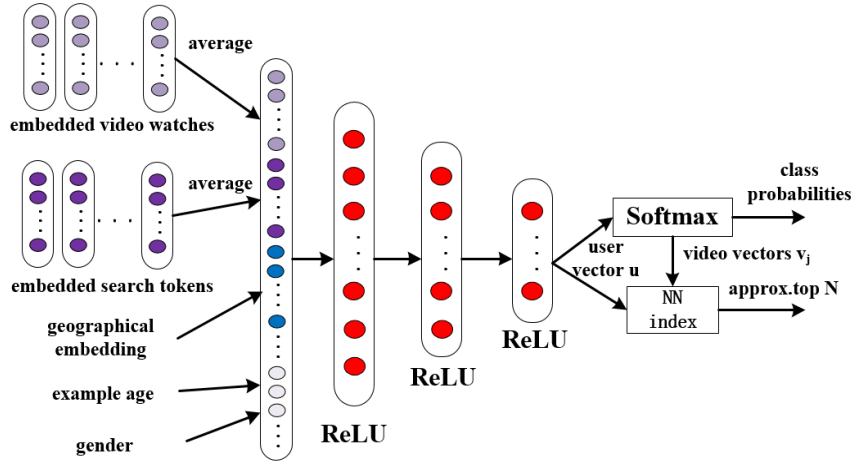 average
embedded video watches
average
embedded search tokens
geographical
embedding
example age
gender
ReLU
ReLU
ReLU
user
vector u
Softmax
class
probabilities
video vectors vj
NN
index
approx.top N